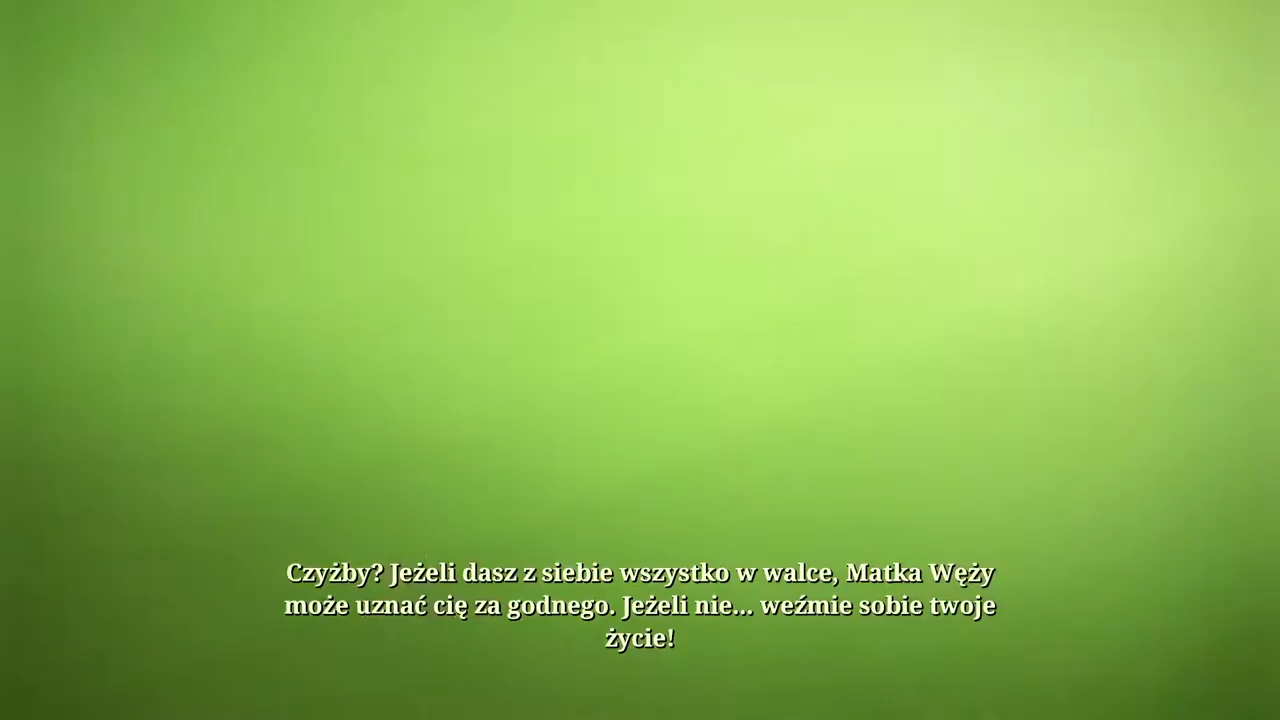 Czyżby? Jeżeli dasz z siebie wszystko w walce, Matka Węży
może uznać cię za godnego. Jeżeli nie... weźmie sobie twoje
życie!